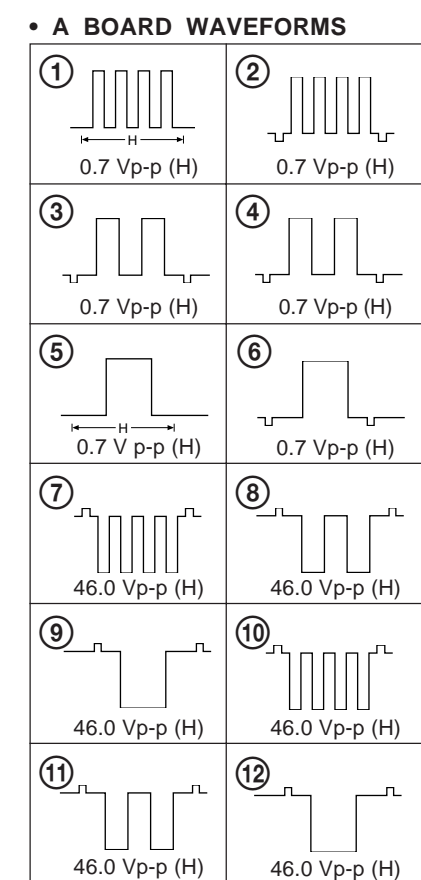 • A BOARD WAVEFORMS
1 2
H
0.7 Vp-p (H) 0.7 Vp-p (H)
3 4
0.7 Vp-p (H) 0.7 Vp-p (H)
5 6
H
0.7 V p-p (H) 0.7 Vp-p (H)
7 8
46.0 Vp-p (H) 46.0 Vp-p (H)
9 10
46.0 Vp-p (H) 46.0 Vp-p (H)
11 12
46.0 Vp-p (H) 46.0 Vp-p (H)